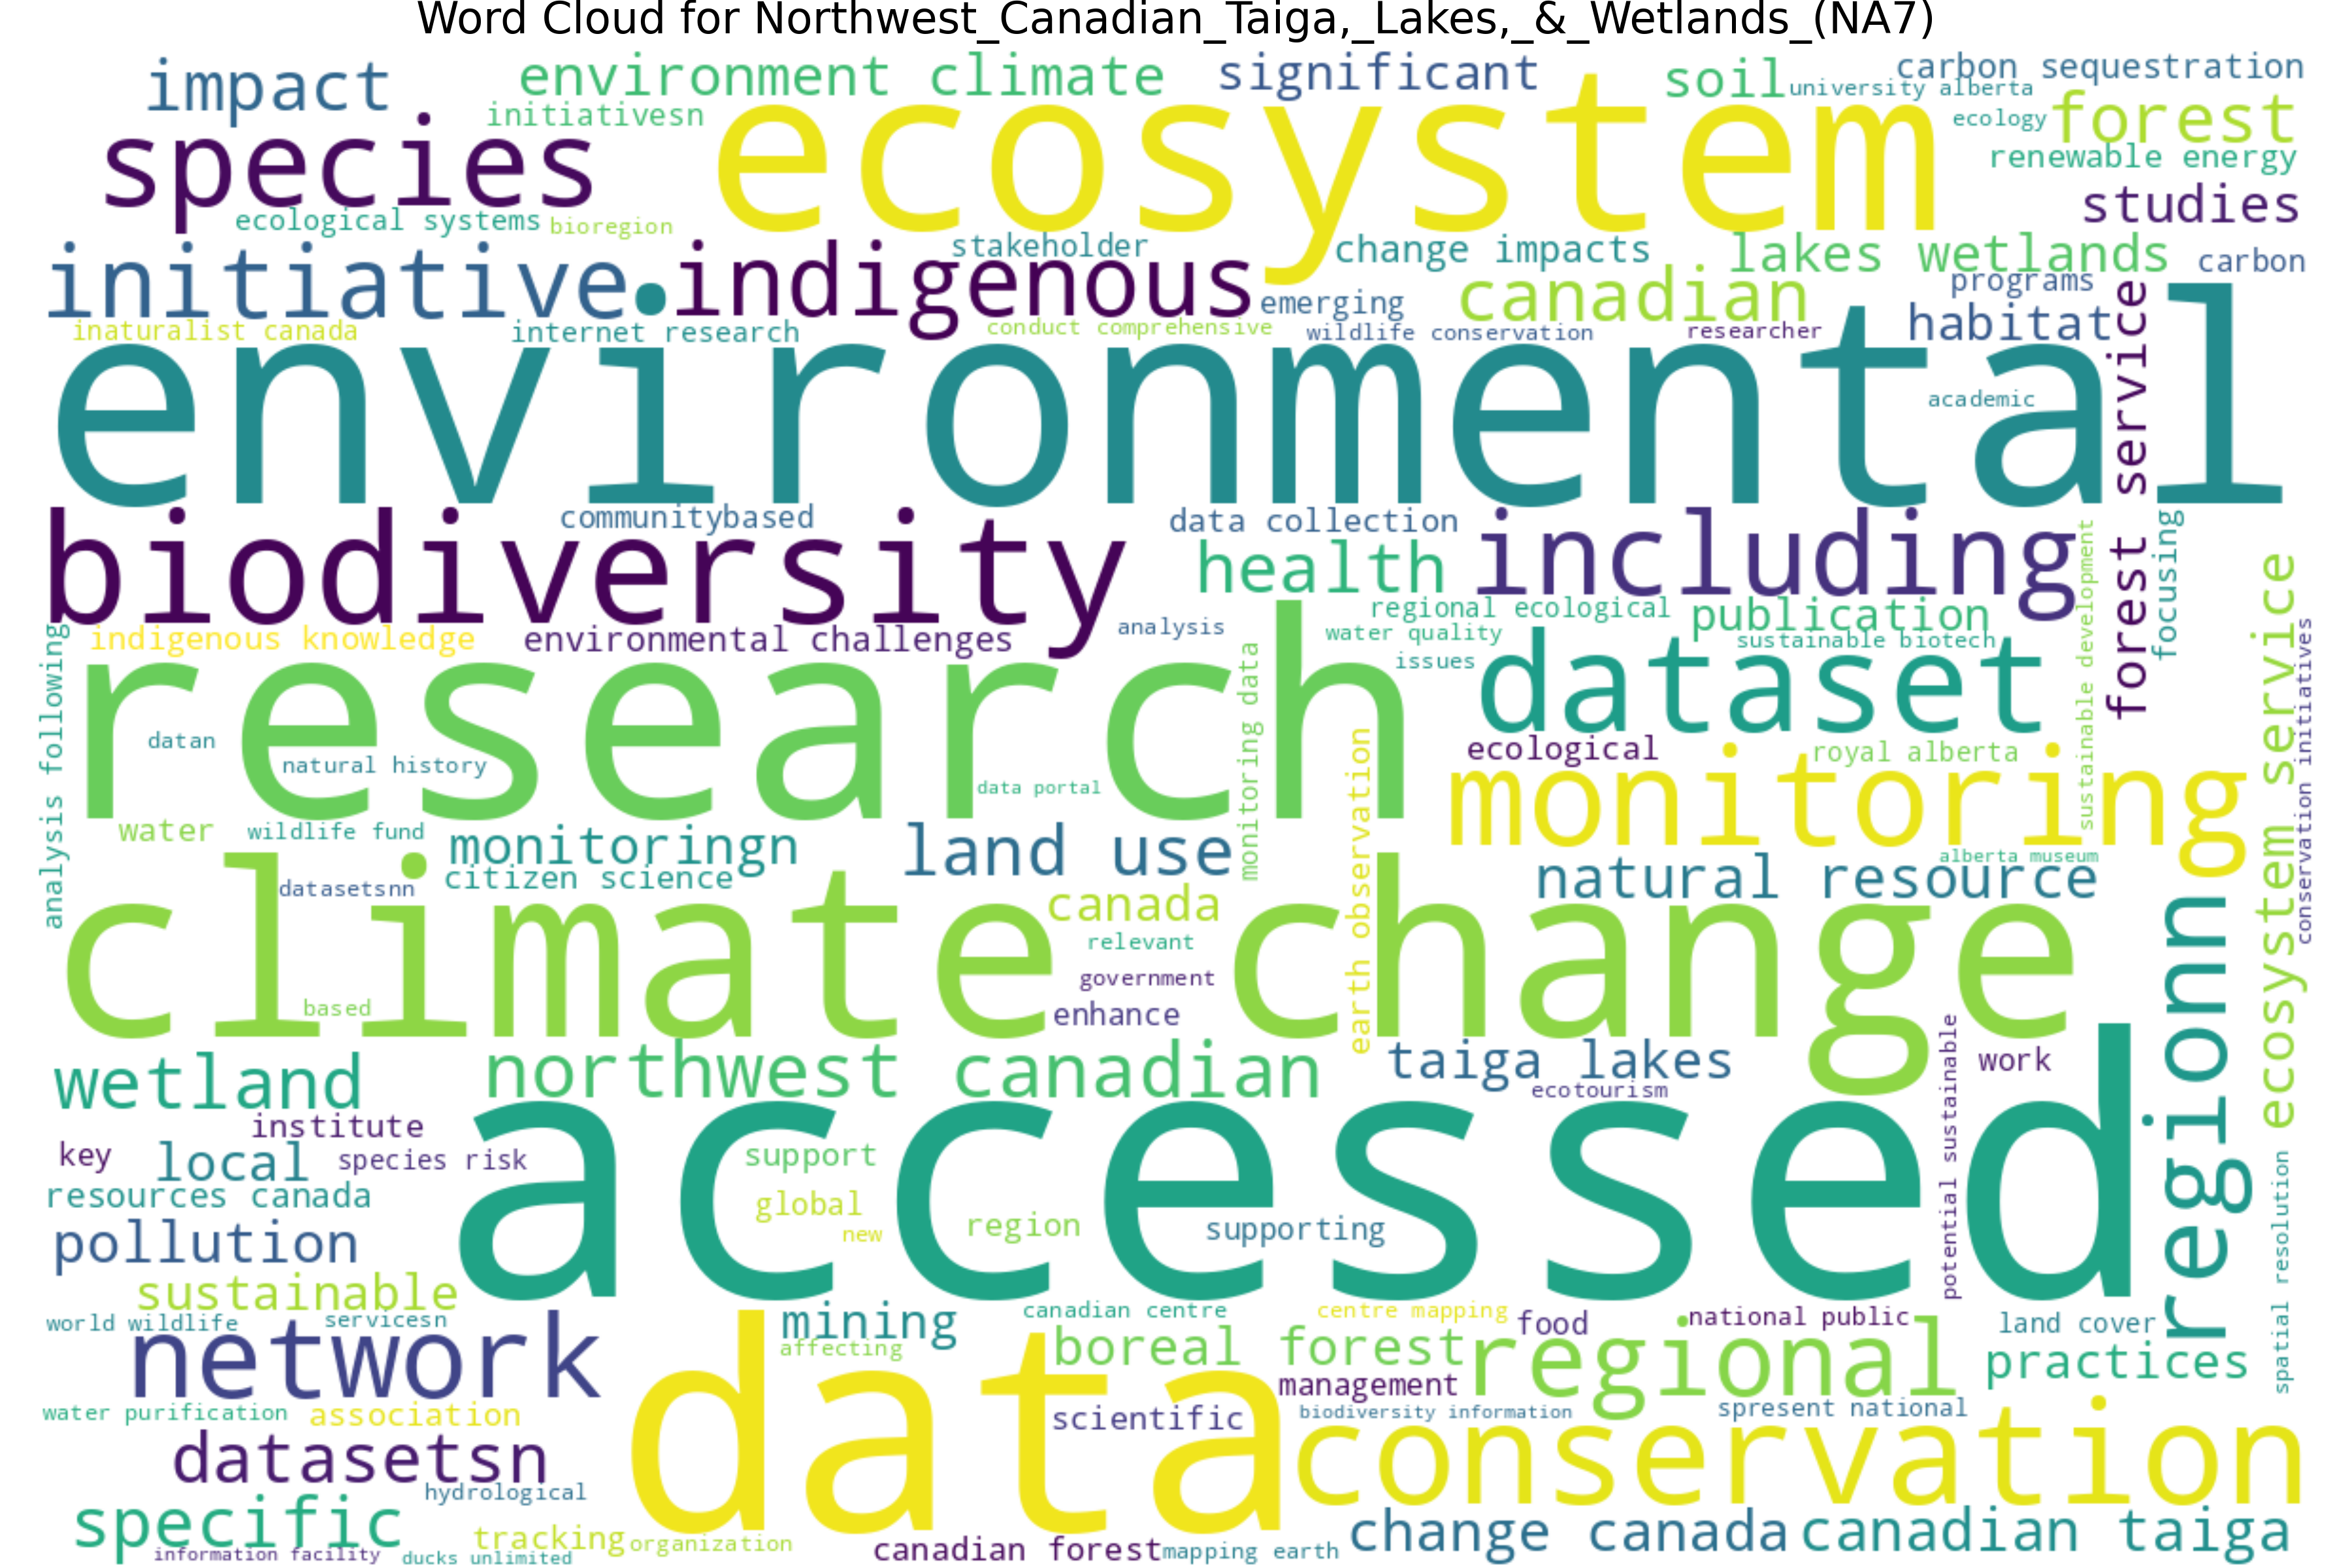 Word Cloud for Northwest_Canadian_Taiga,_Lakes,_&_Wetlands_(NA7)
impact
environment climate
significant
soil
carbon sequestration
university alberta
initiativesn
species
ecosystem
ecology
forest
renewable energy
studies
ecological systems
bioregion
initiative
indigenous
stakeholder
change impacts
lakes wetlands
carbon
emerging
canadian
programs
habitat
inaturalist canada
internet research
conduct comprehensive
wildlife conservation
researcher
forest service
environmental
academic
biodiversity
communitybased
data collection
including
health
focusing
indigenous knowledge
environmental challenges
analysis
regional ecological
publication
water quality
sustainable biotech
sustainable development
issues
dataset
ecosystem service
conservation initiatives
analysis following
research
datan
natural history
data portal
monitoring data
earth observation
ecological
royal alberta
monitoring
water
wildlife fund
monitoringn
land use
citizen science
datasetsnn
alberta museum
natural resource
climate change
canada
relevant
government
based
enhance
regionn
wetland
northwest canadian
taiga lakes
work
ecotourism
institute
accessed
key
local
species risk
support
resources canada
global
new
region
supporting
potential sustainable
spatial resolution
pollution
sustainable
world wildlife
servicesn
mining
canadian centre
centre mapping
food
national public
land cover
network
affecting
boreal forest
regional
practices
management
data
water purification
association
scientific
biodiversity information
spresent national
conservation
datasetsn
hydrological
specific
tracking
organization
change canada
canadian taiga
information facility
ducks unlimited
canadian forest
mapping earth